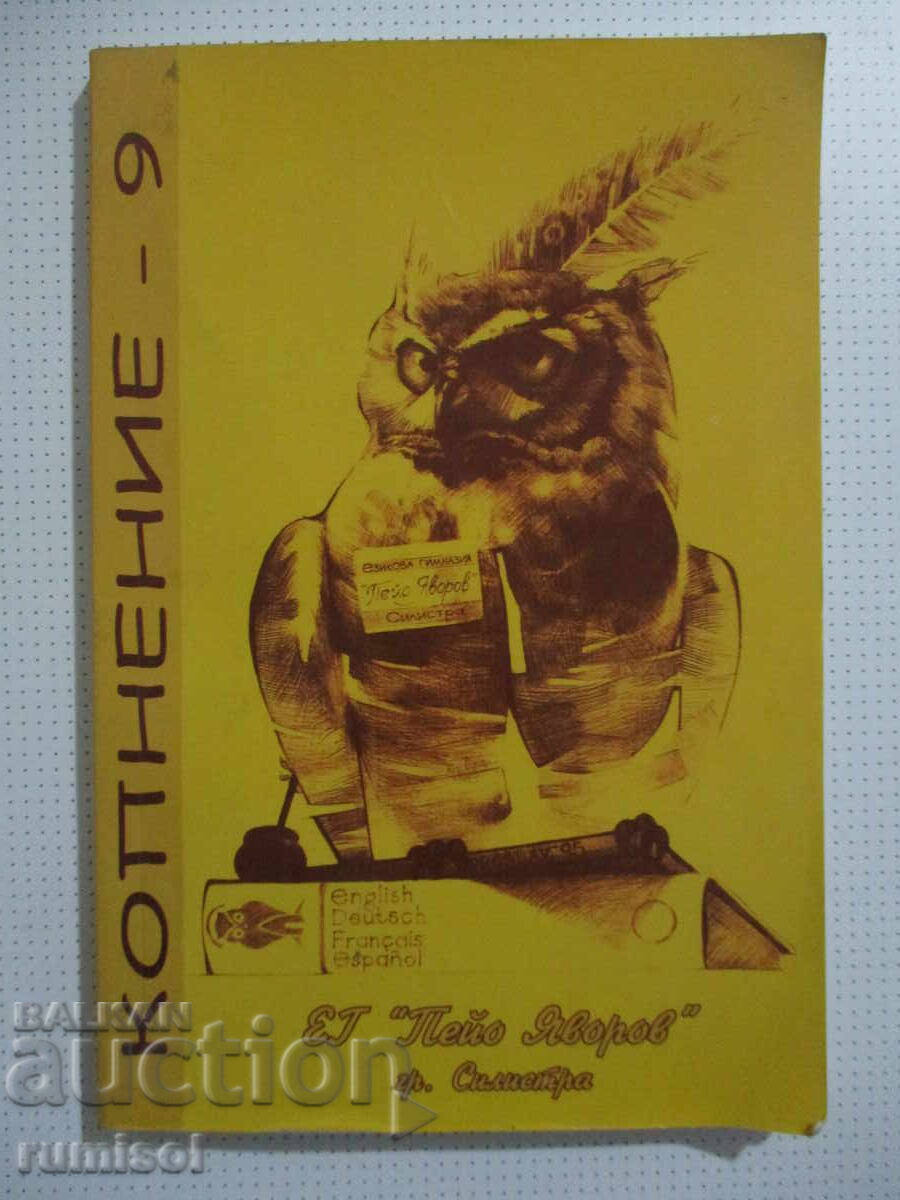 КОПНЕНИЕ - 9
ЕЗИКОВА ГИМНАЗИЯ
"Пейо Яворов"
Силистра
english
Deutsch
Français
español
ЕГ "Пейо Яворов"
гр. Силистра
BALKAN
auction
rumisol